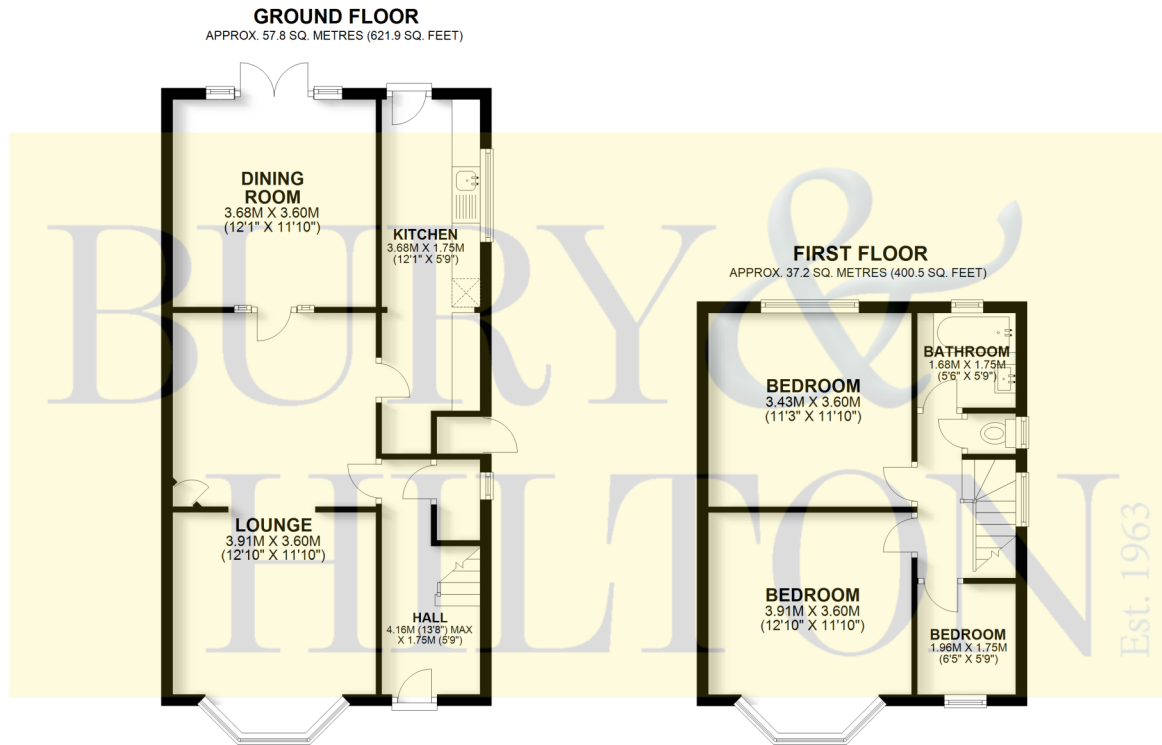 GROUND FLOOR
APPROX. 57.8 SQ. METRES (621.9 SQ. FEET)
DINING
ROOM
3.68M X 3.60M
(12'1" X 11'10")
KITCHEN
3.68M X 1.75M
(12'1" X 5'9")
LOUNGE
3.91M X 3.60M
(12'10" X 11'10")
HALL
4.16M (13'8") MAX
X 1.75M (5'9")
FIRST FLOOR
APPROX. 37.2 SQ. METRES (400.5 SQ. FEET)
BATHROOM
1.68M X 1.75M
(5'6" X 5'9")
BEDROOM
3.43M X 3.60M
(11'3" X 11'10")
BEDROOM
3.91M X 3.60M
(12'10" X 11'10")
BEDROOM
1.96M X 1.75M
(6'5" X 5'9")
BURY &
HILTON
Est. 1963